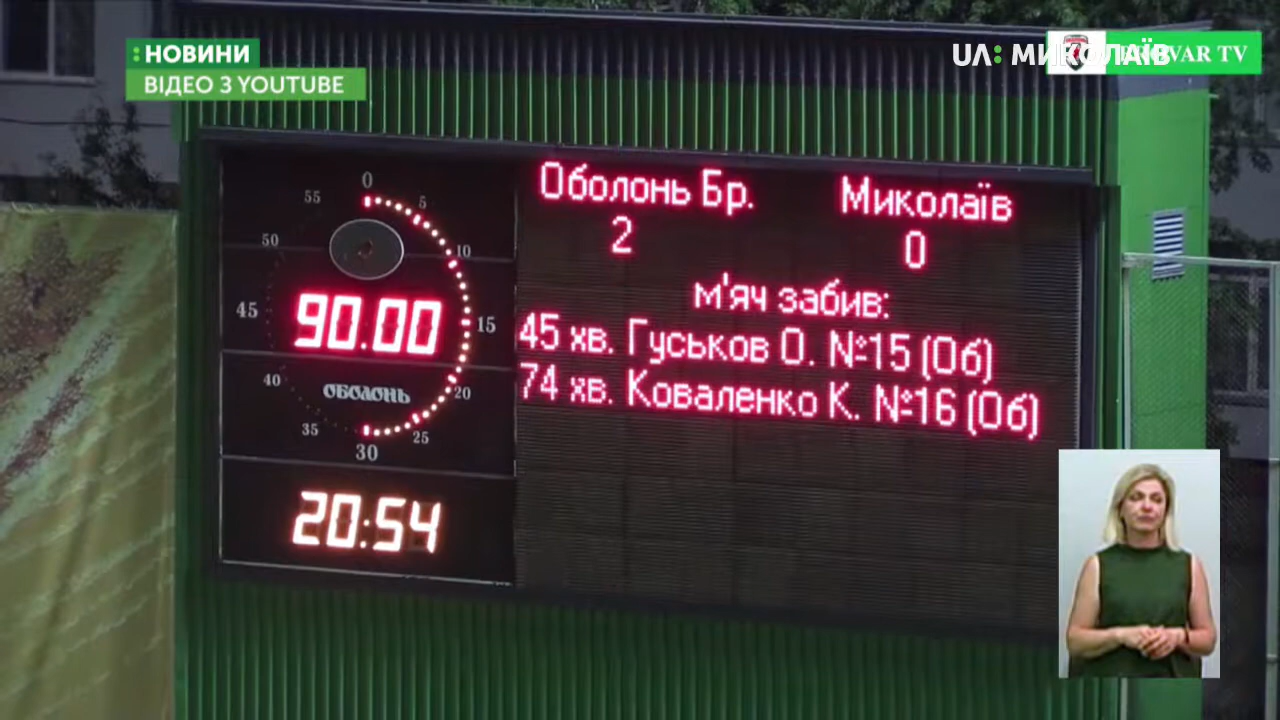 НОВИНИ
ВІДЕО З YOUTUBE
UA: МИКОЛАЇВ
TV
Оболонь Бр. Миколаїв
2 0
м'яч забив:
45 хв. Гуськов О. №15 (Об)
74 хв. Коваленко К. №16 (Об)
0
55 5
50 10
45 90.00 15
40 20
ОБОЛОНЬ
35 25
30
20:54